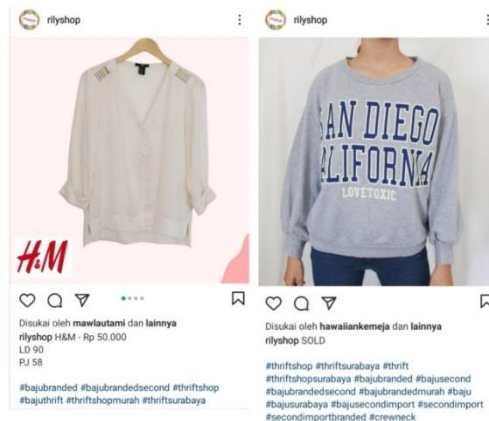 rilyshop
H&M
Disukai oleh mawlautami dan lainnya
rilyshop H&M - Rp 50.000
LD 90
PJ 58
#bajubranded #bajubrandedsecond #thriftshop
#bajuthrift #thriftshopmurah #thriftsurabaya
rilyshop
SAN DIEGO
ALIFORNIA
LOVETOXIC
Disukai oleh hawaiiankemeja dan lainnya
rilyshop SOLD
#thriftshop #thriftsurabaya #thrift
#thriftshopsurabaya #bajubranded #bajusecond
#bajubrandedsecond #bajubrandedmurah #baju
#bajusurabaya #bajusecondimport #secondimport
#secondimportbranded #crewneck